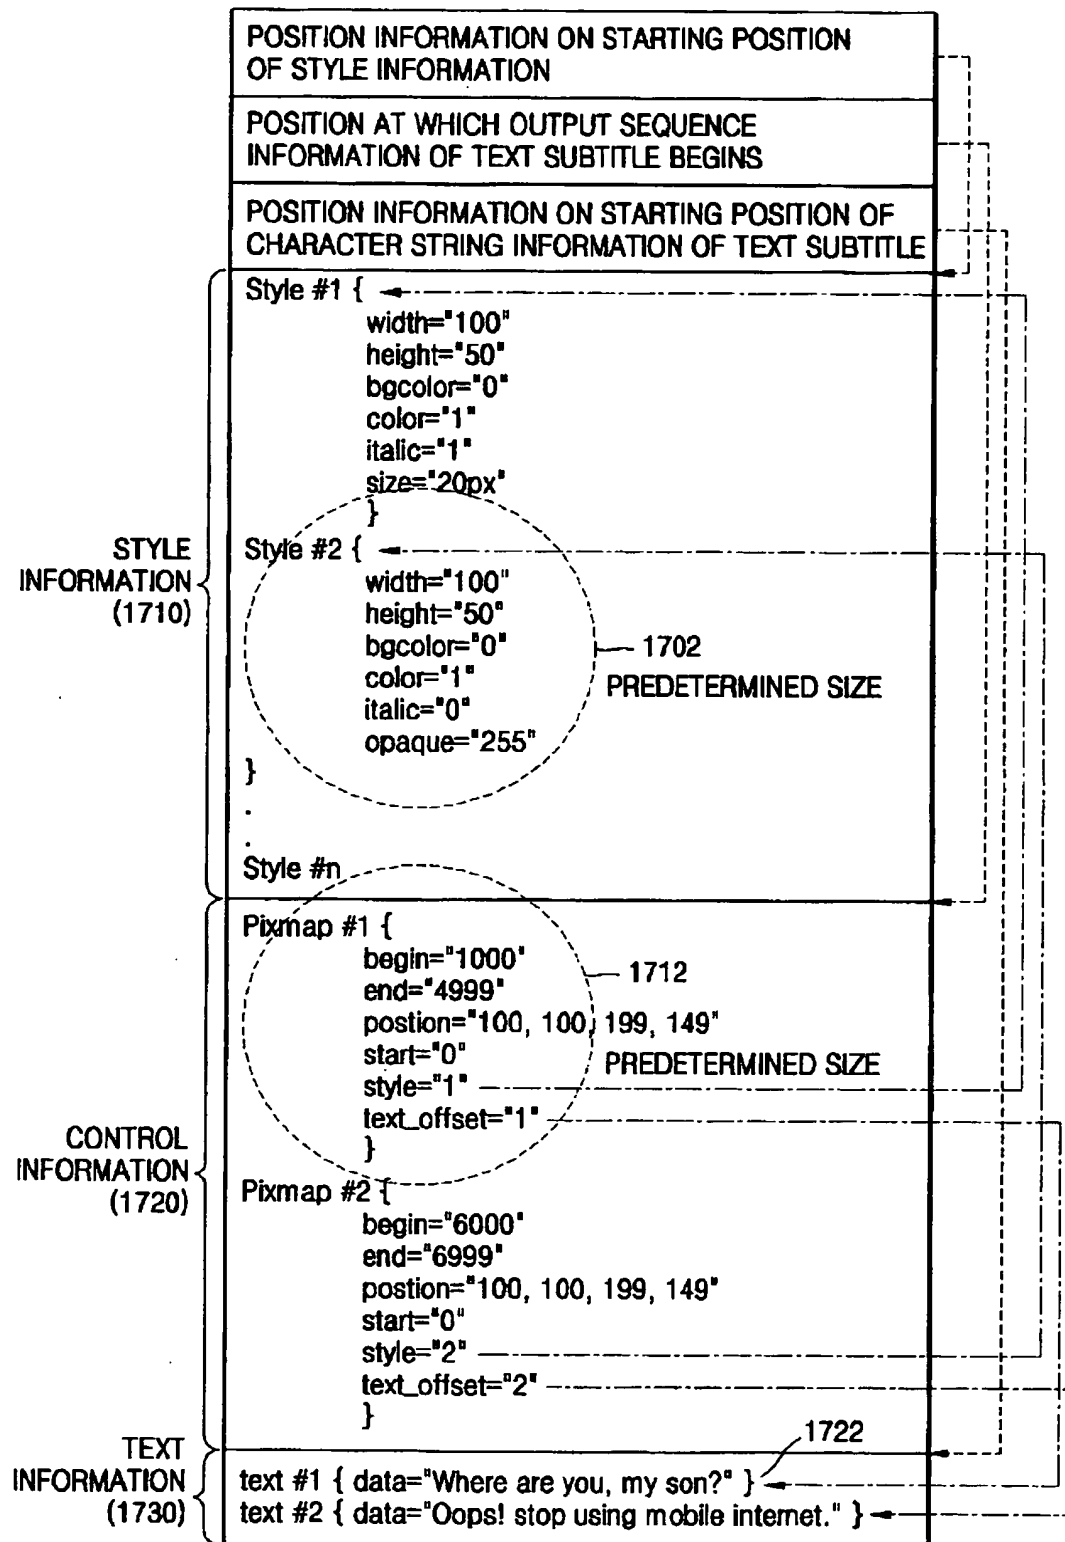 POSITION INFORMATION ON STARTING POSITION
OF STYLE INFORMATION
POSITION AT WHICH OUTPUT SEQUENCE
INFORMATION OF TEXT SUBTITLE BEGINS
POSITION INFORMATION ON STARTING POSITION OF
CHARACTER STRING INFORMATION OF TEXT SUBTITLE
STYLE
INFORMATION
(1710)
Style #1 {
width="100"
height="50"
bgcolor="0"
color="1"
italic="1"
size="20px"
}
Style #2 {
width="100"
height="50"
bgcolor="0"
color="1"
italic="0"
opaque="255"
}
.
.
Style #n
1702
PREDETERMINED SIZE
CONTROL
INFORMATION
(1720)
Pixmap #1 {
begin="1000"
end="4999"
postion="100, 100, 199, 149"
start="0"
style="1"
text_offset="1"
}
1712
PREDETERMINED SIZE
Pixmap #2 {
begin="6000"
end="6999"
postion="100, 100, 199, 149"
start="0"
style="2"
text_offset="2"
}
TEXT
INFORMATION
(1730)
1722
text #1 { data="Where are you, my son?" }
text #2 { data="Oops! stop using mobile internet." }